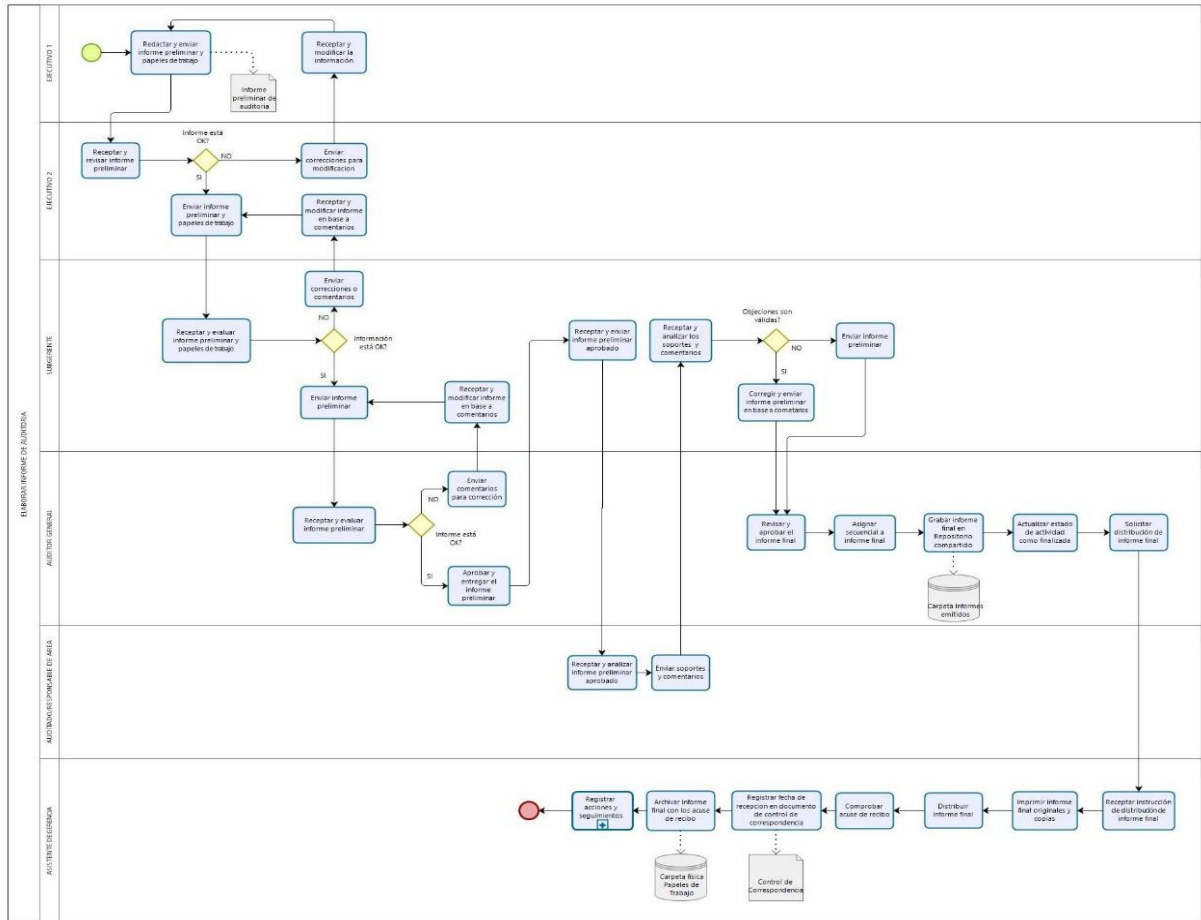 ELABORAR INFORME DE AUDITORIA
EJECUTIVO 1
Redactar y enviar
informe preliminar y
papeles de trabajo
Receptar y
modificar la
información
Informe
preliminar de
auditoria
EJECUTIVO 2
Receptar y
revisar informe
preliminar
Informe está
OK?
NO
SI
Enviar
correcciones para
modificacion
Enviar informe
preliminar y
papeles de trabajo
Receptar y
modificar informe
en base a
comentarios
SUBGERENTE
Enviar
correcciones o
comentarios
NO
Receptar y evaluar
informe preliminar y
papeles de trabajo
Información
está OK?
SI
Enviar informe
preliminar
Receptar y
modificar informe
en base a
comentarios
Receptar y enviar
informe preliminar
aprobado
Receptar y
analizar los
soportes y
comentarios
Objeciones son
válidas?
NO
SI
Enviar informe
preliminar
Corregir y enviar
informe preliminar
en base a cometarios
AUDITOR GENERAL
Receptar y evaluar
informe preliminar
Enviar
comentarios
para corrección
NO
Informe está
OK?
SI
Aprobar y
entregar el
informe
preliminar
Revisar y
aprobar el
informe final
Asignar
secuencial a
informe final
Grabar informe
final en
Repositorio
compartido
Actualizar estado
de actividad
como finalizada
Solicitar
distribución de
informe final
Carpeta Informes
emitidos
AUDITADO/RESPONSABLE DE AREA
Receptar y analizar
informe preliminar
aprobado
Enviar soportes
y comentarios
ASISTENTE DE GERENCIA
Registrar
acciones y
seguimientos
Archivar informe
final con los acuse
de recibo
Registrar fecha de
recepcion en documento
de control de
correspondencia
Comprobar
acuse de recibo
Distribuir
informe final
Imprimir informe
final originales y
copias
Receptar instrucción
de distribución de
informe final
Carpeta física
Papeles de
Trabajo
Control de
Correspondencia